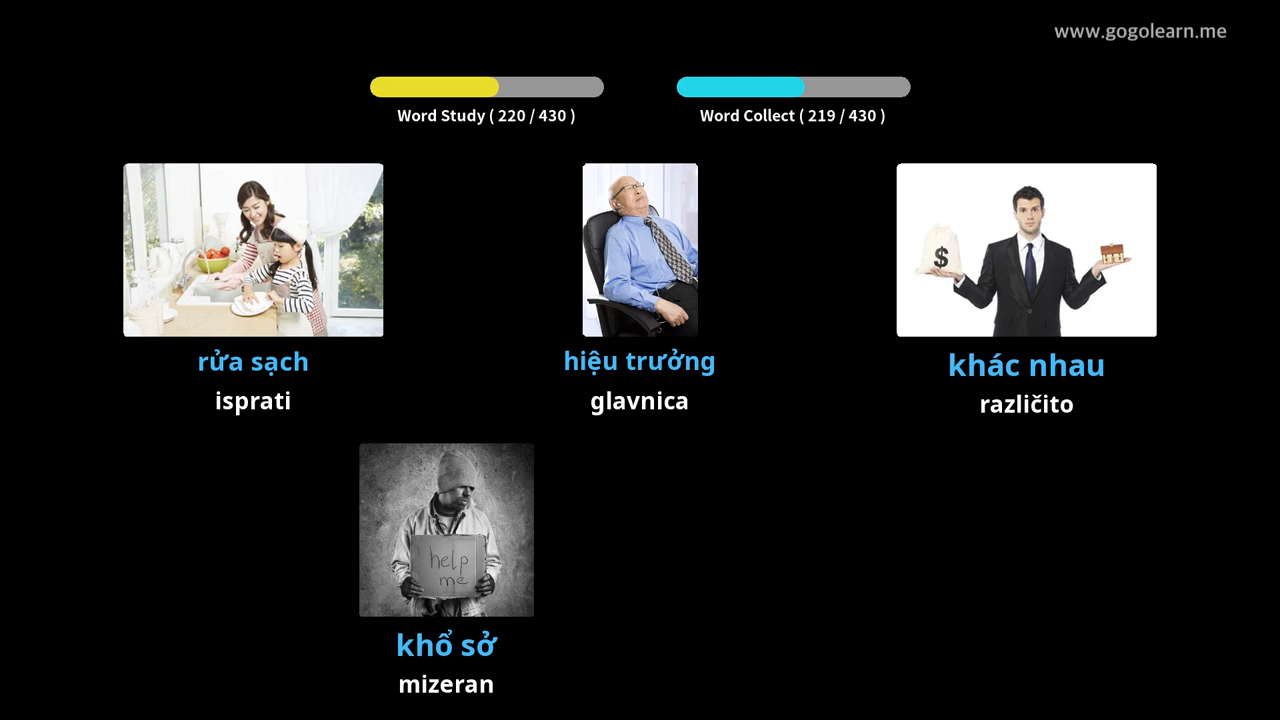 www.gogolearn.me
Word Study ( 220 / 430 )
Word Collect ( 219 / 430 )
$
rửa sạch
isprati
hiệu trưởng
glavnica
khác nhau
različito
help
me
khổ sở
mizeran